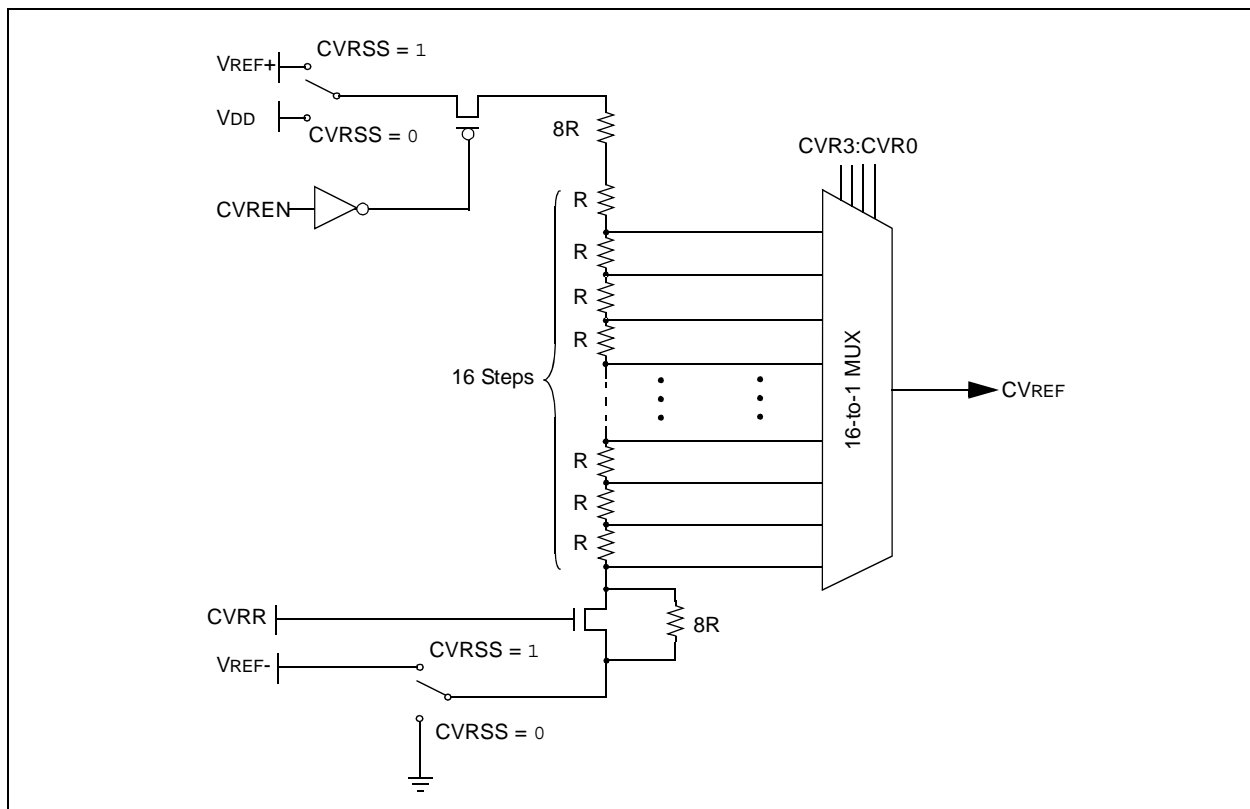 CVRSS = 1
VREF+
VDD
CVRSS = 0
8R
CVR3:CVR0
CVREN
R
R
R
R
16 Steps
16-to-1 MUX
CVREF
R
R
R
CVRR
8R
CVRSS = 1
VREF-
CVRSS = 0